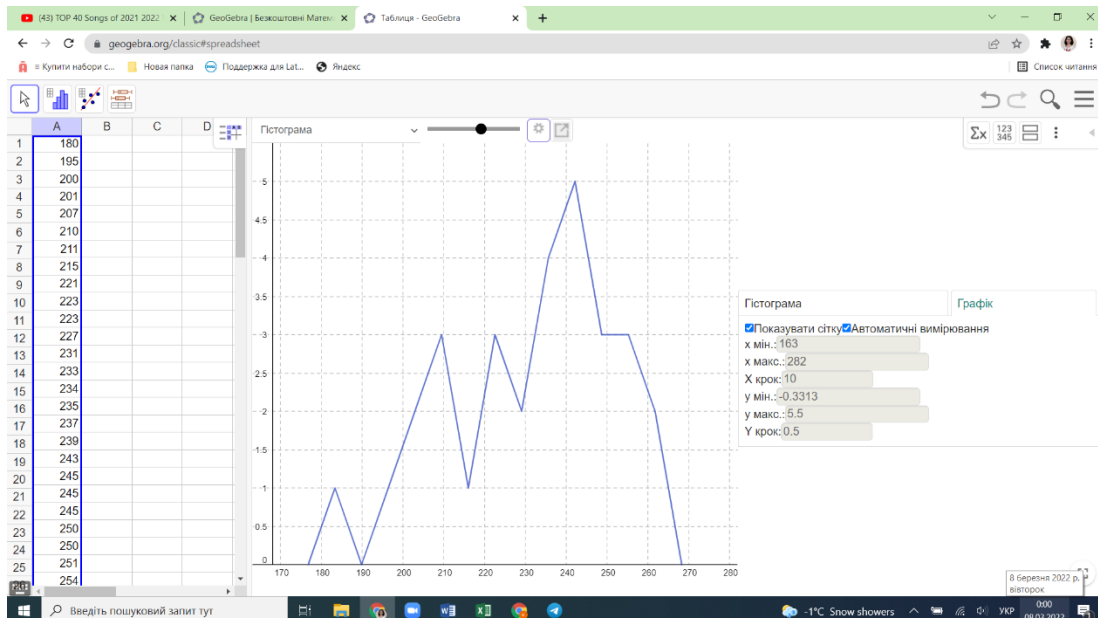 (43) TOP 40 Songs of 2021 2022
GeoGebra | Безкоштовні Матем
Таблиця - GeoGebra
geogebra.org/classic#spreadsheet
= Купити набори с...
Новая папка
Поддержка для Lat...
Яндекс
Список читання
A B C D
Гістограма
1 180
2 195
3 200
4 201
5 207
6 210
7 211
8 215
9 221
10 223
11 223
12 227
13 231
14 233
15 234
16 235
17 237
18 239
19 243
20 245
21 245
22 245
23 250
24 250
25 251
254
5
4.5
4
3.5
3
2.5
2
1.5
1
0.5
0
170 180 190 200 210 220 230 240 250 260 270 280
Σx 123 345
Гістограма Графік
Показувати сітку Автоматичні вимірювання
x мін.: 163
x макс.: 282
X крок: 10
y мін.: -0.3313
y макс.: 5.5
Y крок: 0.5
8 березня 2022 р.
вівторок
Введіть пошуковий запит тут
-1°C Snow showers
УКР
0:00
08.03.2022